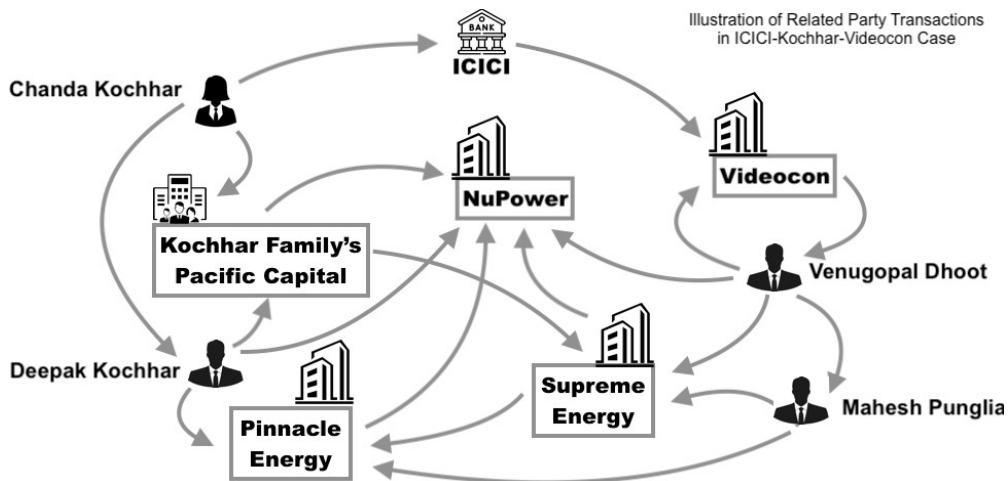 Illustration of Related Party Transactions
in ICICI-Kochhar-Videocon Case
BANK
ICICI
Chanda Kochhar
Videocon
NuPower
Kochhar Family's
Pacific Capital
Venugopal Dhoot
Deepak Kochhar
Supreme
Energy
Mahesh Punglia
Pinnacle
Energy